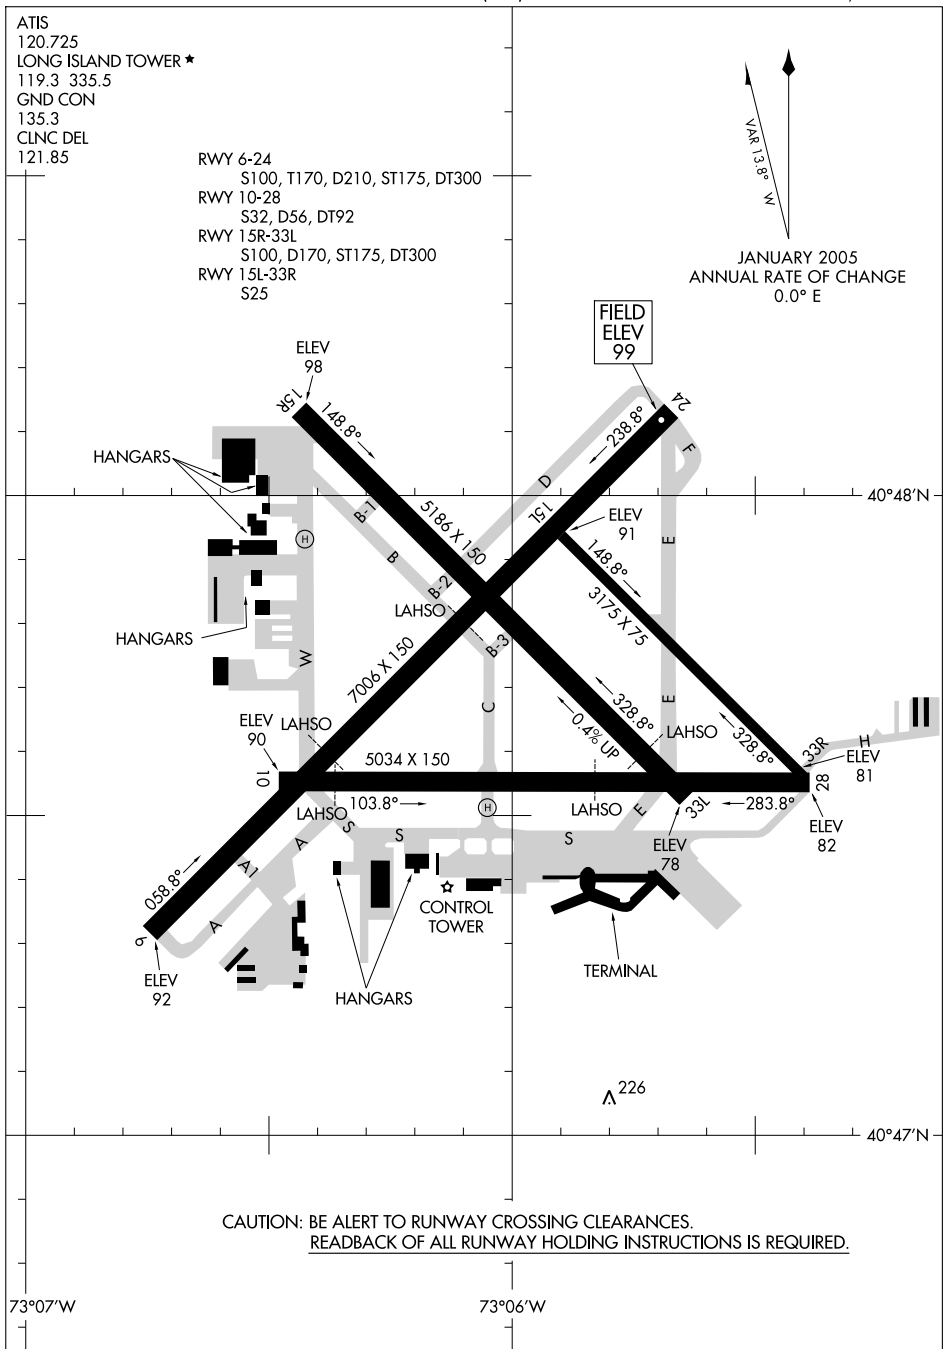 ATIS
120.725
LONG ISLAND TOWER ★
119.3 335.5
GND CON
135.3
CLNC DEL
121.85
RWY 6-24
S100, T170, D210, ST175, DT300
RWY 10-28
S32, D56, DT92
RWY 15R-33L
S100, D170, ST175, DT300
RWY 15L-33R
S25
VAR 13.8° W
JANUARY 2005
ANNUAL RATE OF CHANGE
0.0° E
FIELD
ELEV
99
ELEV
98
15R
148.8°
24
238.8°
F
HANGARS
D
40°48'N
B-1
5186 X 150
15L
ELEV
91
E
H
B
148.8°
B-2
3175 X 75
LAHSO
HANGARS
B-3
W
7006 X 150
E
C
328.8°
0.4% UP
ELEV
90
LAHSO
LAHSO
328.8°
33R
H
5034 X 150
ELEV
81
10
28
103.8°
H
LAHSO
LAHSO
E
33L
283.8°
S
S
S
A
ELEV
82
ELEV
78
A1
058.8°
A
6
CONTROL
TOWER
ELEV
92
HANGARS
TERMINAL
226
40°47'N
CAUTION: BE ALERT TO RUNWAY CROSSING CLEARANCES.
READBACK OF ALL RUNWAY HOLDING INSTRUCTIONS IS REQUIRED.
73°07'W
73°06'W